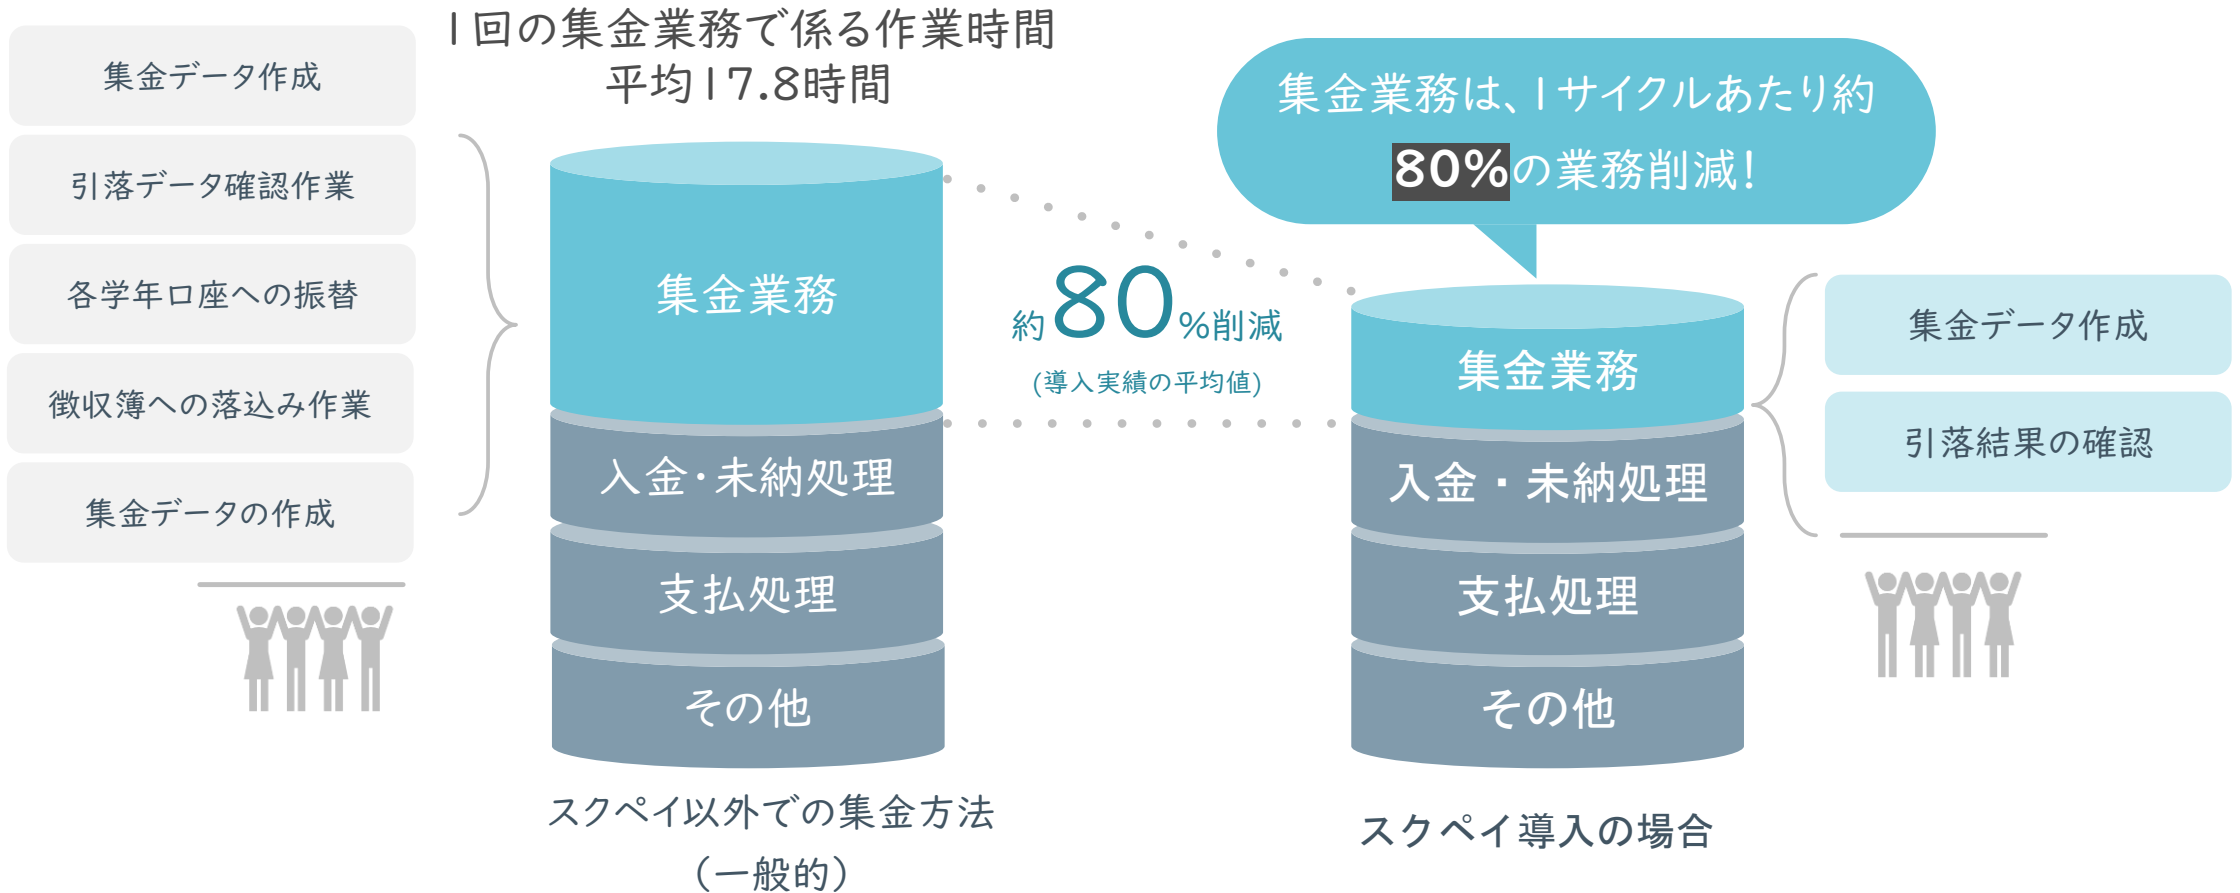 1回の集金業務で係る作業時間
平均17.8時間
集金データ作成
引落データ確認作業
各学年口座への振替
徴収簿への落込み作業
集金データの作成
集金業務
入金・未納処理
支払処理
その他
スクペイ以外での集金方法
（一般的）
約80%削減
(導入実績の平均値)
集金業務は、1サイクルあたり約
80%の業務削減！
集金業務
入金・未納処理
支払処理
その他
スクペイ導入の場合
集金データ作成
引落結果の確認